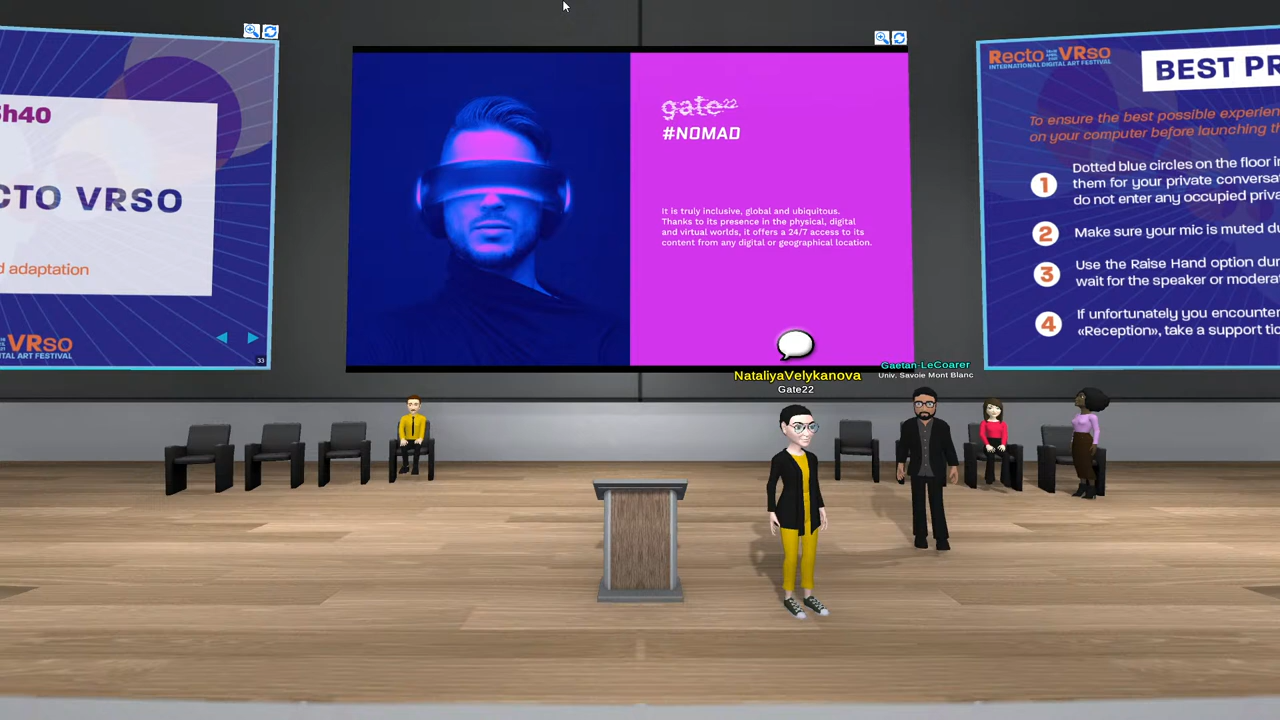 h40
CTO VRSO
d adaptation
VRso
TAL ART FESTIVAL
33
gate22
#NOMAD
It is truly inclusive, global and ubiquitous.
Thanks to its presence in the physical, digital
and virtual worlds, it offers a 24/7 access to its
content from any digital or geographical location.
Recto VRso
INTERNATIONAL DIGITAL ART FESTIVAL
BEST PR
To ensure the best possible experien
on your computer before launching th
1
Dotted blue circles on the floor in
them for your private conversat
do not enter any occupied priva
2
Make sure your mic is muted du
3
Use the Raise Hand option dur
wait for the speaker or modera
4
If unfortunately you encounter
«Reception», take a support tic
NataliyaVelykanova
Gate22
Gaetan-LeCoarer
Univ. Savoie Mont Blanc